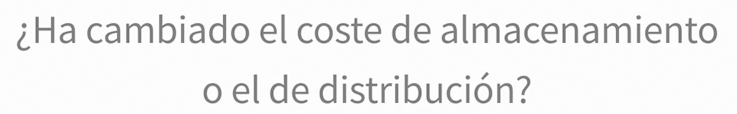 ¿Ha cambiado el coste de almacenamiento
o el de distribución?